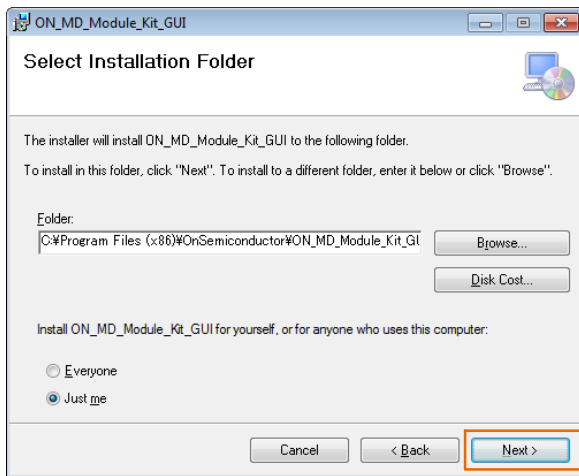 ON_MD_Module_Kit_GUI
Select Installation Folder
The installer will install ON_MD_Module_Kit_GUI to the following folder.
To install in this folder, click "Next". To install to a different folder, enter it below or click "Browse".
Folder:
C:¥Program Files (x86)¥OnSemiconductor¥ON_MD_Module_Kit_GU
Browse...
Disk Cost...
Install ON_MD_Module_Kit_GUI for yourself, or for anyone who uses this computer:
Everyone
Just me
Cancel
< Back
Next >